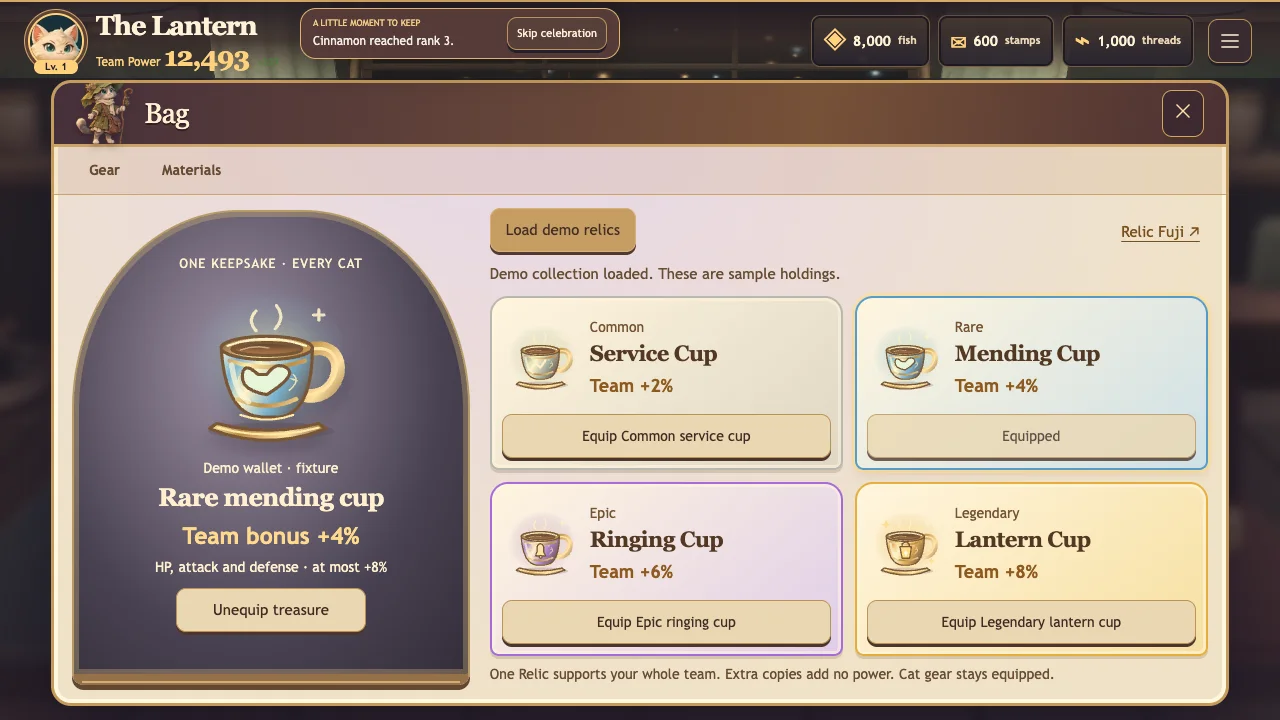 The Lantern
Team Power 12,493
Lv. 1
A LITTLE MOMENT TO KEEP
Cinnamon reached rank 3.
Skip celebration
8,000 fish
600 stamps
1,000 threads
Bag
Gear
Materials
ONE KEEPSAKE · EVERY CAT
Demo wallet · fixture
Rare mending cup
Team bonus +4%
HP, attack and defense · at most +8%
Unequip treasure
Load demo relics
Relic Fuji ↗
Demo collection loaded. These are sample holdings.
Common
Service Cup
Team +2%
Equip Common service cup
Rare
Mending Cup
Team +4%
Equipped
Epic
Ringing Cup
Team +6%
Equip Epic ringing cup
Legendary
Lantern Cup
Team +8%
Equip Legendary lantern cup
One Relic supports your whole team. Extra copies add no power. Cat gear stays equipped.